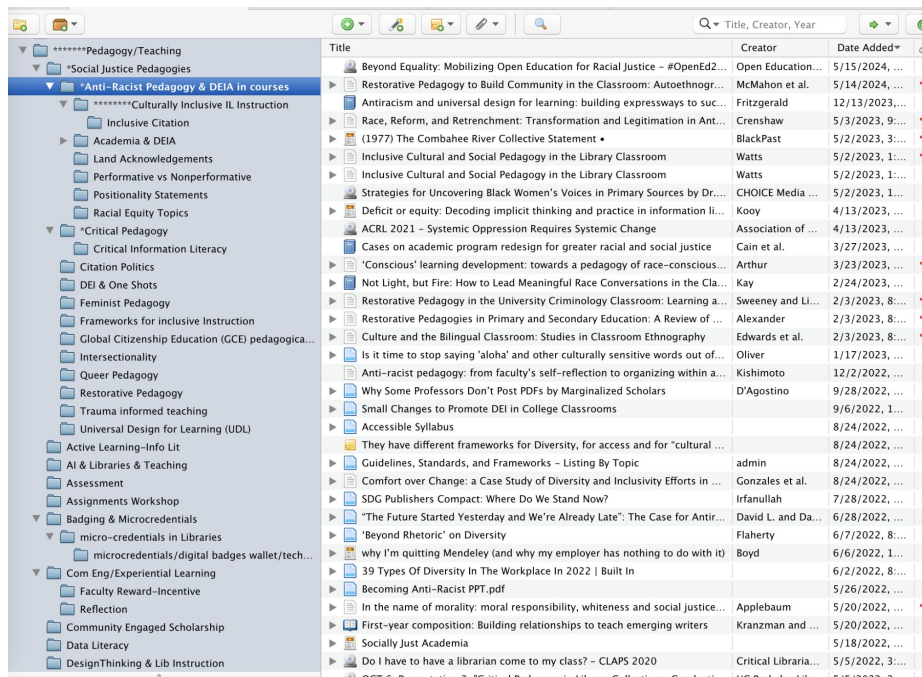 Title, Creator, Year
*******Pedagogy/Teaching
*Social Justice Pedagogies
*Anti-Racist Pedagogy & DEIA in courses
********Culturally Inclusive IL Instruction
Inclusive Citation
Academia & DEIA
Land Acknowledgements
Performative vs Nonperformative
Positionality Statements
Racial Equity Topics
*Critical Pedagogy
Critical Information Literacy
Citation Politics
DEI & One Shots
Feminist Pedagogy
Frameworks for inclusive Instruction
Global Citizenship Education (GCE) pedagogica...
Intersectionality
Queer Pedagogy
Restorative Pedagogy
Trauma informed teaching
Universal Design for Learning (UDL)
Active Learning-Info Lit
AI & Libraries & Teaching
Assessment
Assignments Workshop
Badging & Microcredentials
micro-credentials in Libraries
microcredentials/digital badges wallet/tech...
Com Eng/Experiential Learning
Faculty Reward-Incentive
Reflection
Community Engaged Scholarship
Data Literacy
DesignThinking & Lib Instruction
Title Creator Date Added
Beyond Equality: Mobilizing Open Education for Racial Justice – #OpenEd2... Open Education... 5/15/2024, ...
Restorative Pedagogy to Build Community in the Classroom: Autoethnogr... McMahon et al. 5/14/2024, ...
Antiracism and universal design for learning: building expressways to suc... Fritzgerald 12/13/2023,...
Race, Reform, and Retrenchment: Transformation and Legitimation in Ant... Crenshaw 5/3/2023, 9:...
(1977) The Combahee River Collective Statement • BlackPast 5/2/2023, 3:...
Inclusive Cultural and Social Pedagogy in the Library Classroom Watts 5/2/2023, 1:...
Inclusive Cultural and Social Pedagogy in the Library Classroom Watts 5/2/2023, 1:...
Strategies for Uncovering Black Women's Voices in Primary Sources by Dr.... CHOICE Media ... 5/2/2023, 1...
Deficit or equity: Decoding implicit thinking and practice in information li... Kooy 4/13/2023, ...
ACRL 2021 – Systemic Oppression Requires Systemic Change Association of ... 4/13/2023, ...
Cases on academic program redesign for greater racial and social justice Cain et al. 3/27/2023, ...
'Conscious' learning development: towards a pedagogy of race-conscious... Arthur 3/23/2023, ...
Not Light, but Fire: How to Lead Meaningful Race Conversations in the Cla... Kay 2/24/2023, ...
Restorative Pedagogy in the University Criminology Classroom: Learning a... Sweeney and Li... 2/3/2023, 8:...
Restorative Pedagogies in Primary and Secondary Education: A Review of ... Alexander 2/3/2023, 8:...
Culture and the Bilingual Classroom: Studies in Classroom Ethnography Edwards et al. 2/3/2023, 8:...
Is it time to stop saying 'aloha' and other culturally sensitive words out of... Oliver 1/17/2023, ...
Anti-racist pedagogy: from faculty's self-reflection to organizing within a... Kishimoto 12/2/2022, ...
Why Some Professors Don't Post PDFs by Marginalized Scholars D'Agostino 9/28/2022, ...
Small Changes to Promote DEI in College Classrooms 9/6/2022, 1...
Accessible Syllabus 8/24/2022, ...
They have different frameworks for Diversity, for access and for "cultural ... 8/24/2022, ...
Guidelines, Standards, and Frameworks – Listing By Topic admin 8/24/2022, ...
Comfort over Change: a Case Study of Diversity and Inclusivity Efforts in ... Gonzales et al. 8/24/2022, ...
SDG Publishers Compact: Where Do We Stand Now? Irfanullah 7/28/2022, ...
"The Future Started Yesterday and We're Already Late": The Case for Antir... David L. and Da... 6/28/2022, ...
'Beyond Rhetoric' on Diversity Flaherty 6/7/2022, 8:...
why I'm quitting Mendeley (and why my employer has nothing to do with it) Boyd 6/6/2022, 1...
39 Types Of Diversity In The Workplace In 2022 | Built In 6/2/2022, 8:...
Becoming Anti-Racist PPT.pdf 5/26/2022, ...
In the name of morality: moral responsibility, whiteness and social justice... Applebaum 5/20/2022, ...
First-year composition: Building relationships to teach emerging writers Kranzman and ... 5/20/2022, ...
Socially Just Academia 5/18/2022, ...
Do I have to have a librarian come to my class? – CLAPS 2020 Critical Libraria... 5/5/2022, 3:...